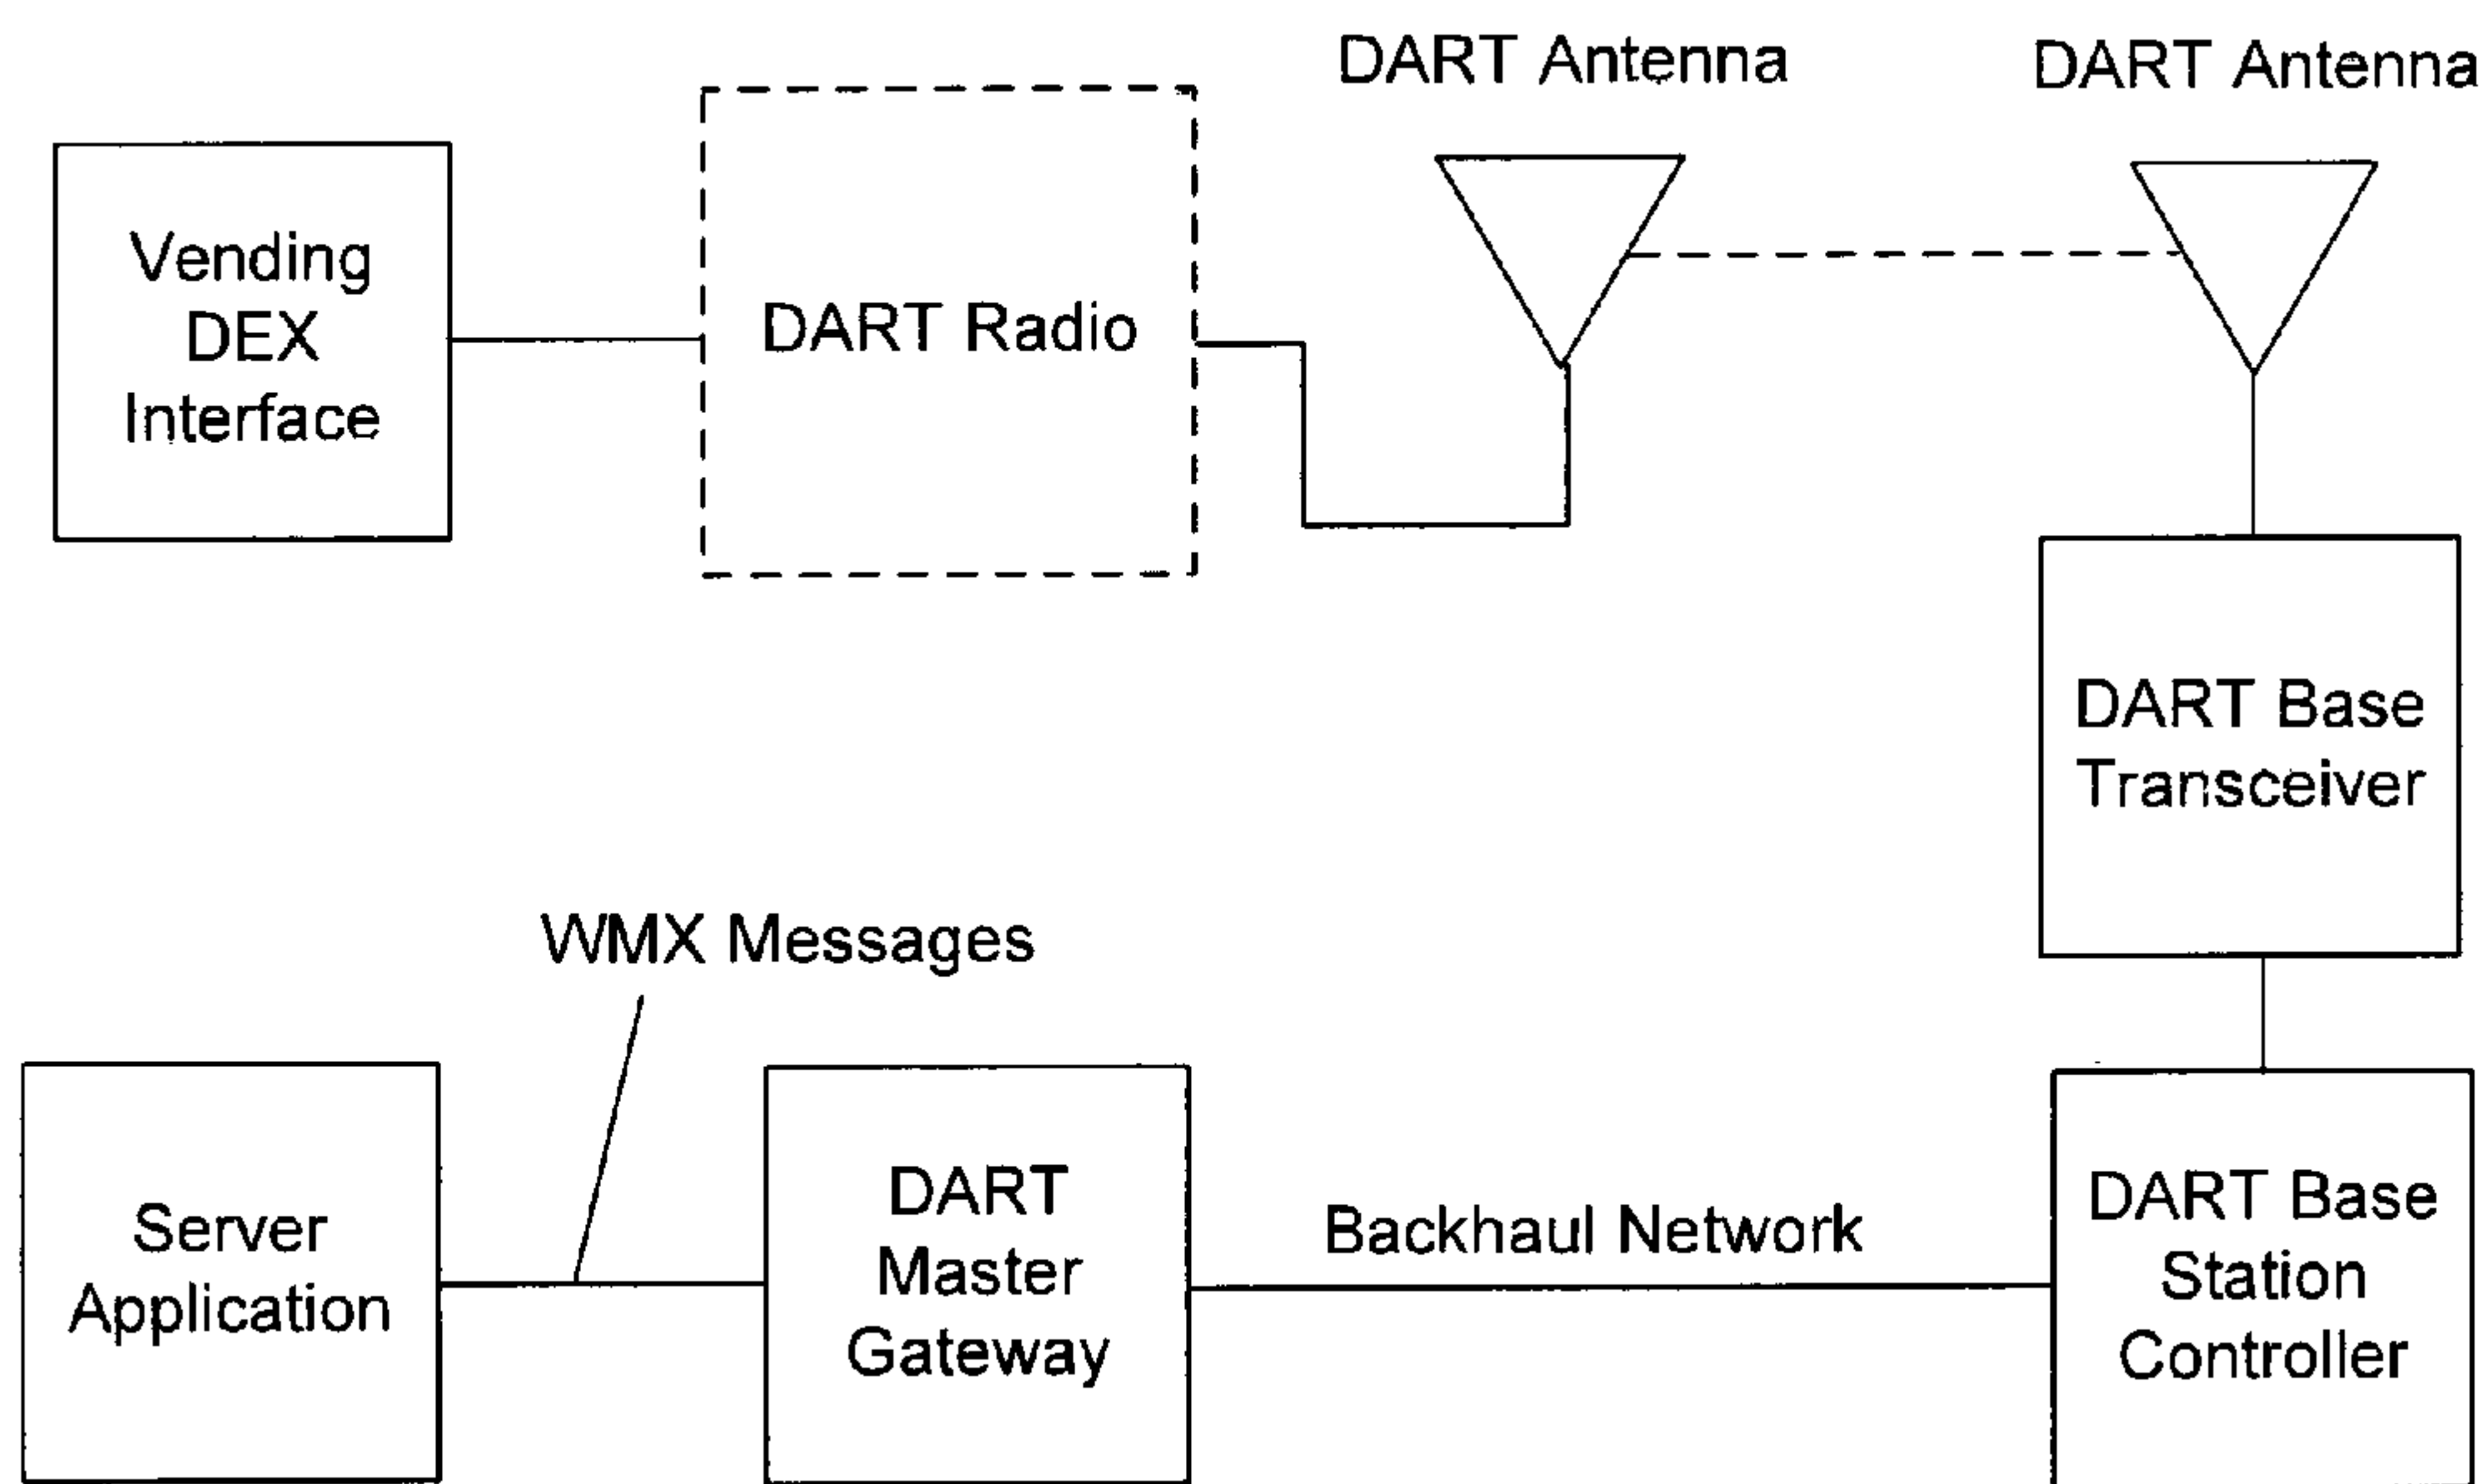 DART Antenna
DART Antenna
Vending
DEX
Interface
DART Radio
DART Base
Transceiver
WMX Messages
Server
Application
DART
Master
Gateway
Backhaul Network
DART Base
Station
Controller